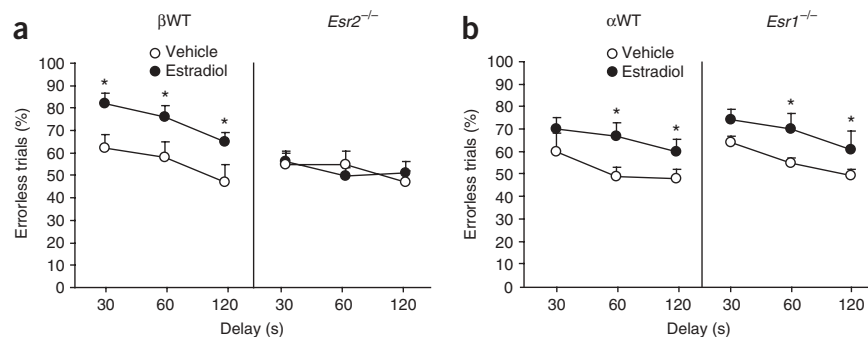 a
βWT
Esr2−/−
Vehicle
Estradiol
Errorless trials (%)
100
90
80
70
60
50
40
30
20
10
0
* * *
30 60 120 30 60 120
Delay (s)
b
αWT
Esr1−/−
Vehicle
Estradiol
Errorless trials (%)
100
90
80
70
60
50
40
30
20
10
0
* * * *
30 60 120 30 60 120
Delay (s)